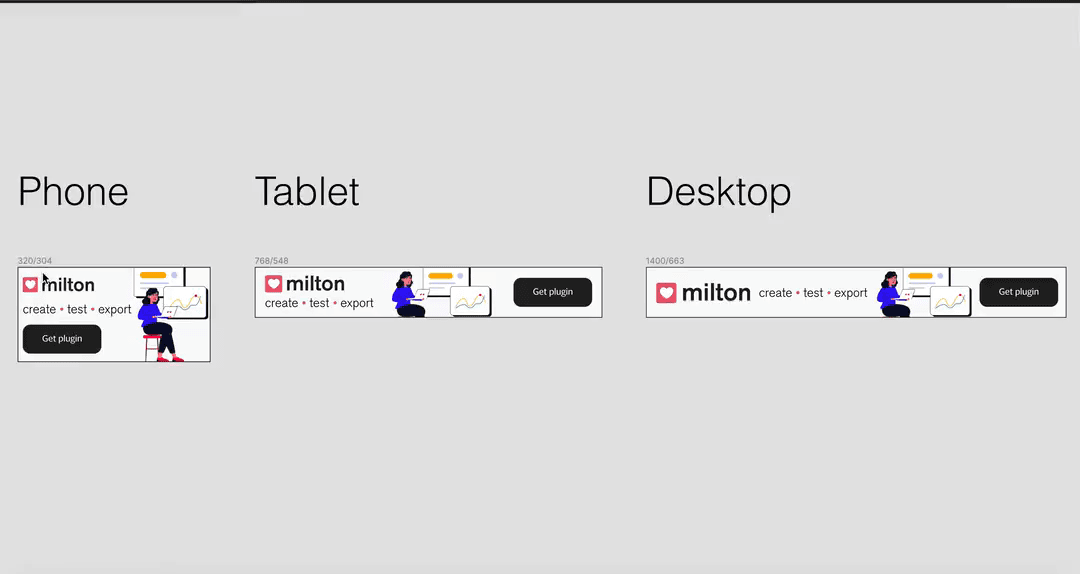 Phone
Tablet
Desktop
320/304
768/548
1400/663
milton
create • test • export
Get plugin
milton
create • test • export
Get plugin
milton
create • test • export
Get plugin